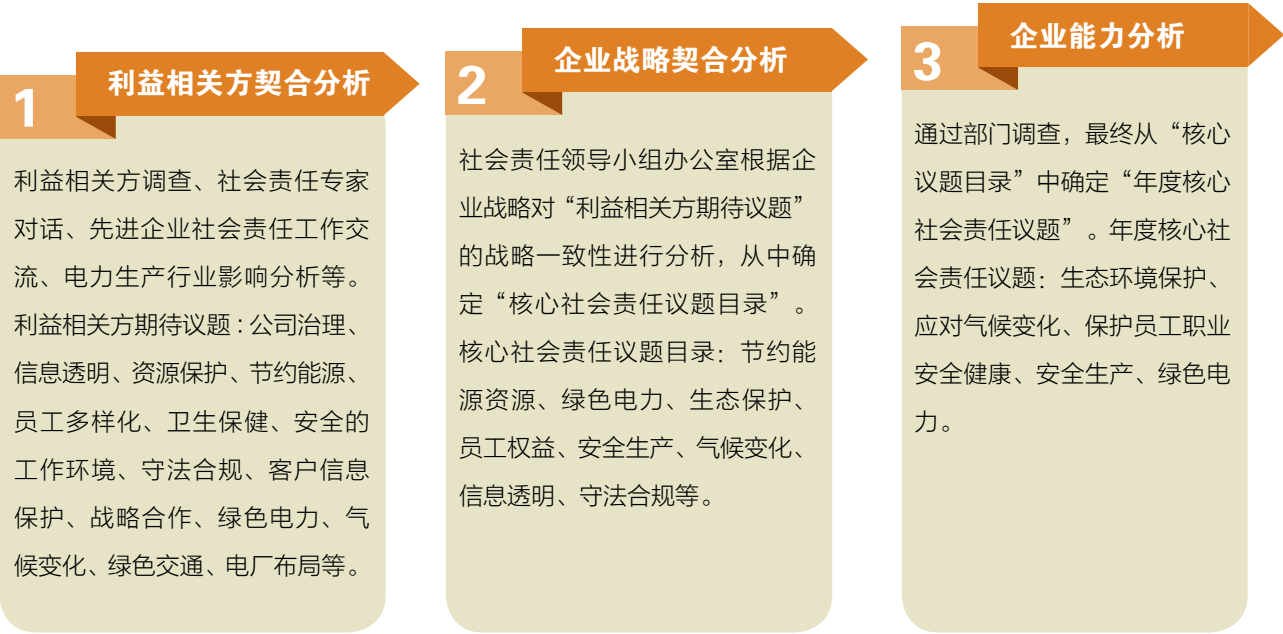 1
利益相关方契合分析
利益相关方调查、社会责任专家
对话、先进企业社会责任工作交
流、电力生产行业影响分析等。
利益相关方期待议题：公司治理、
信息透明、资源保护、节约能源、
员工多样化、卫生保健、安全的
工作环境、守法合规、客户信息
保护、战略合作、绿色电力、气
候变化、绿色交通、电厂布局等。
2
企业战略契合分析
社会责任领导小组办公室根据企
业战略对“利益相关方期待议题”
的战略一致性进行分析，从中确
定“核心社会责任议题目录”。
核心社会责任议题目录：节约能
源资源、绿色电力、生态保护、
员工权益、安全生产、气候变化、
信息透明、守法合规等。
3
企业能力分析
通过部门调查，最终从“核心
议题目录”中确定“年度核心
社会责任议题”。年度核心社
会责任议题：生态环境保护、
应对气候变化、保护员工职业
安全健康、安全生产、绿色电
力。